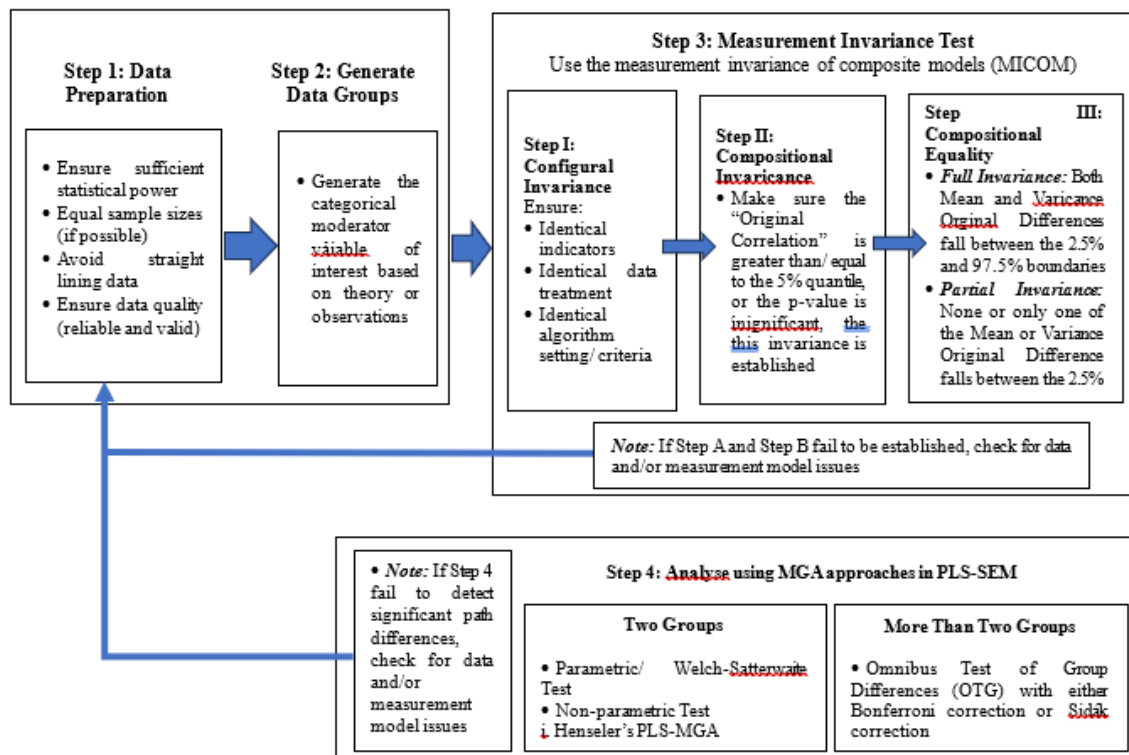 Step 1: Data
Preparation
• Ensure sufficient
statistical power
• Equal sample sizes
(if possible)
• Avoid straight
lining data
• Ensure data quality
(reliable and valid)
Step 2: Generate
Data Groups
• Generate the
categorical
moderator
váiable of
interest based
on theory or
observations
Step 3: Measurement Invariance Test
Use the measurement invariance of composite models (MICOM)
Step I:
Configural
Invariance
Ensure:
• Identical
indicators
• Identical data
treatment
• Identical
algorithm
setting/ criteria
Step II:
Compositional
Invaricance
• Make sure the
“Original
Correlation” is
greater than/ equal
to the 5% quantile,
or the p-value is
ínignificant, the
this invariance is
established
Step III:
Compositional
Equality
• Full Invariance: Both
Mean and Varicance
Orginal Differences
fall between the 2.5%
and 97.5% boundaries
• Partial Invariance:
None or only one of
the Mean or Variance
Original Difference
falls between the 2.5%
Note: If Step A and Step B fail to be established, check for data
and/or measurement model issues
• Note: If Step 4
fail to detect
significant path
differences,
check for data
and/or
measurement
model issues
Step 4: Analyse using MGA approaches in PLS-SEM
Two Groups
• Parametric/ Welch-Satterwaite
Test
• Non-parametric Test
i. Henseler’s PLS-MGA
More Than Two Groups
• Omnibus Test of Group
Differences (OTG) with either
Bonferroni correction or Sidák
correction